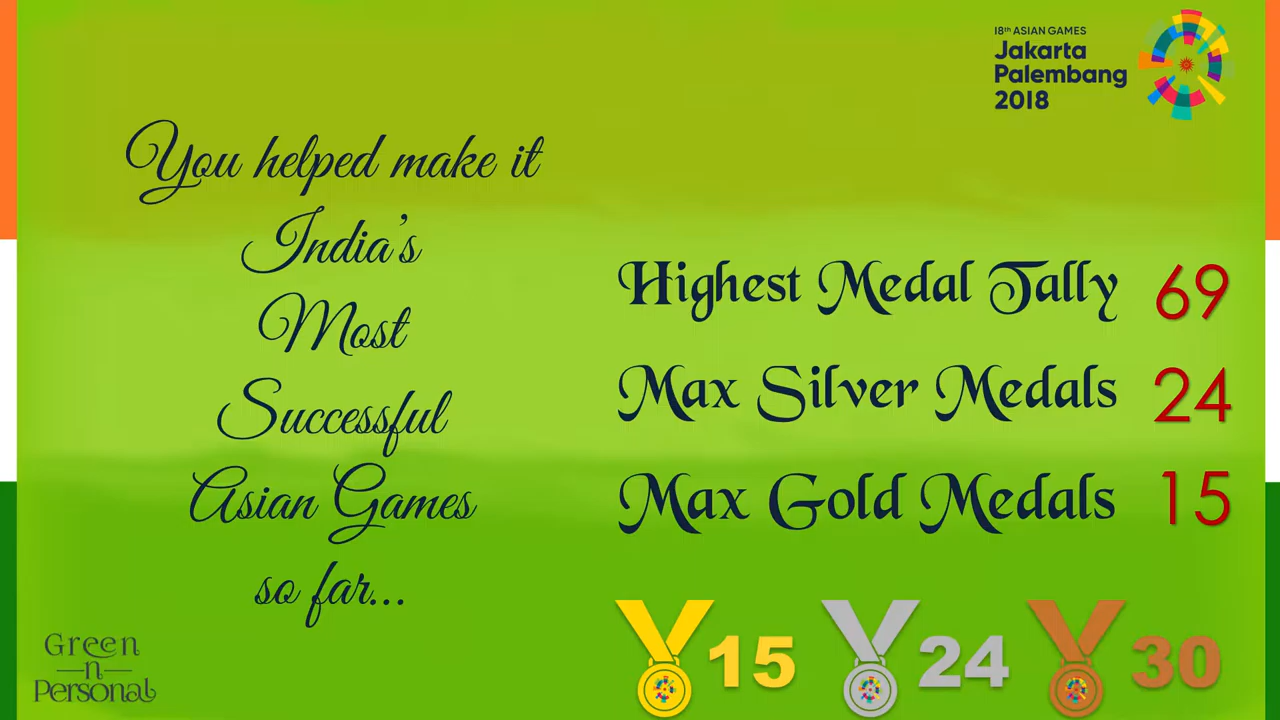 18th ASIAN GAMES
Jakarta
Palembang
2018
You helped make it
India's
Most
Successful
Asian Games
so far...
Highest Medal Tally 69
Max Silver Medals 24
Max Gold Medals 15
15 24 30
Green
n
Personal